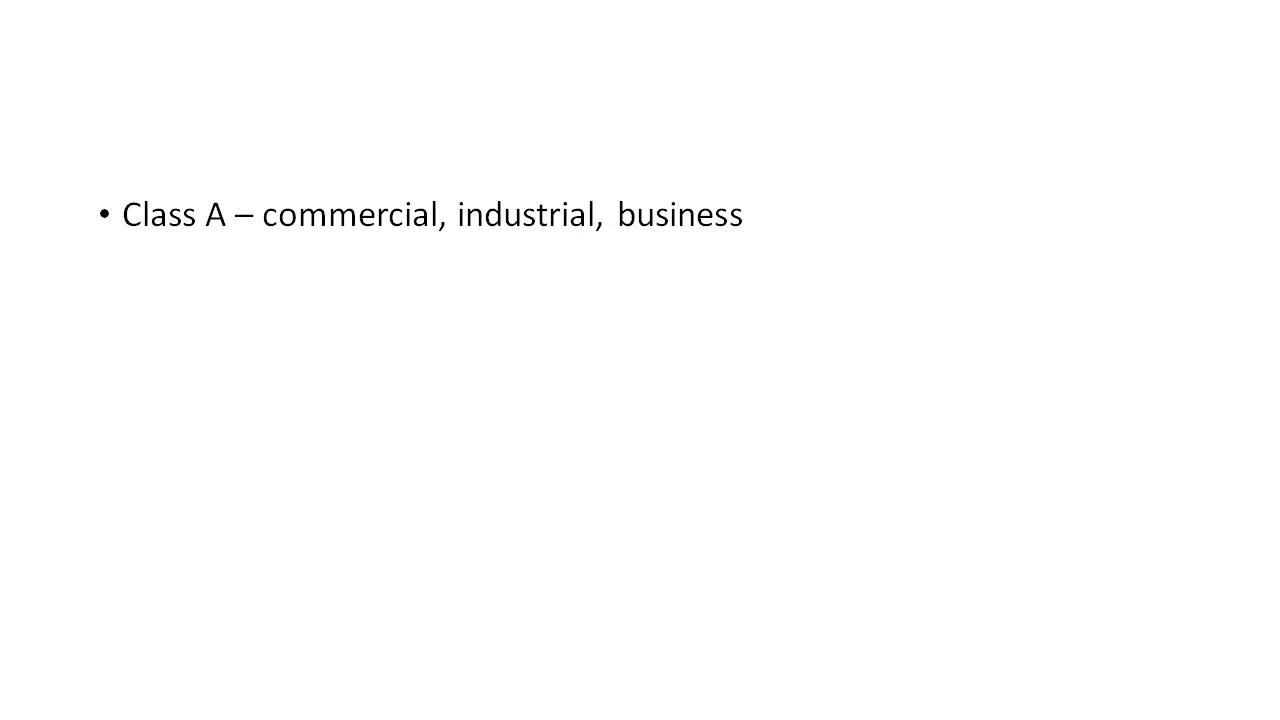 • Class A – commercial, industrial, business